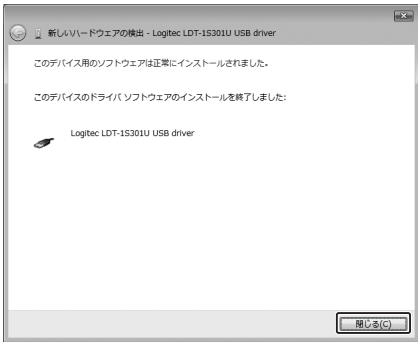 新しいハードウェアの検出 - Logitec LDT-1S301U USB driver
このデバイス用のソフトウェアは正常にインストールされました。
このデバイスのドライバ ソフトウェアのインストールを終了しました:
Logitec LDT-1S301U USB driver
閉じる(C)